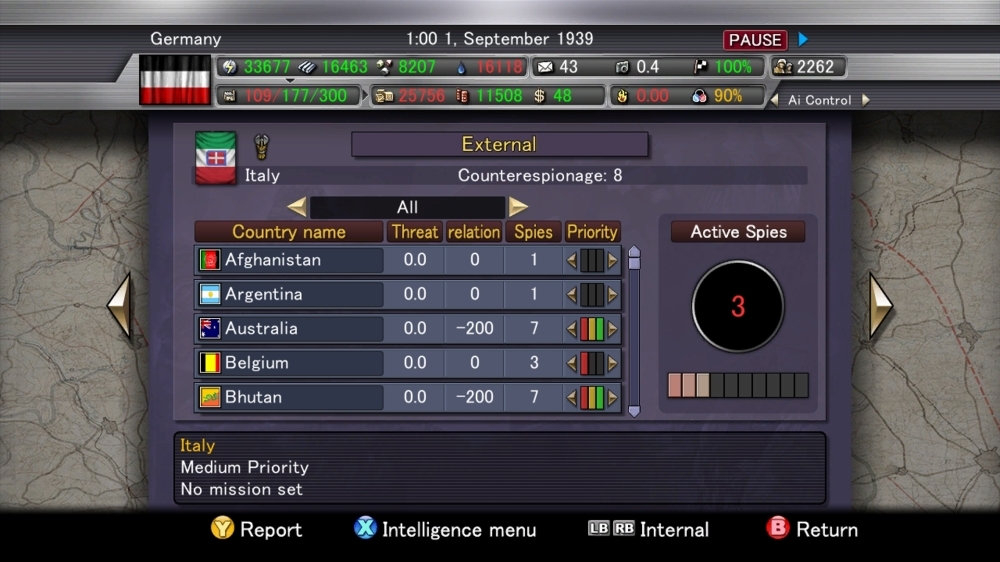 Germany 1:00 1, September 1939 PAUSE
33677 16463 8207 16118 43 0.4 100% 2262
109/177/300 25756 11508 $ 48 0.00 90% Ai Control
External
Italy Counterespionage: 8
All
Country name Threat relation Spies Priority Active Spies
Afghanistan 0.0 0 1
Argentina 0.0 0 1
3
Australia 0.0 -200 7
Belgium 0.0 0 3
Bhutan 0.0 -200 7
Italy
Medium Priority
No mission set
Y Report X Intelligence menu LB RB Internal B Return